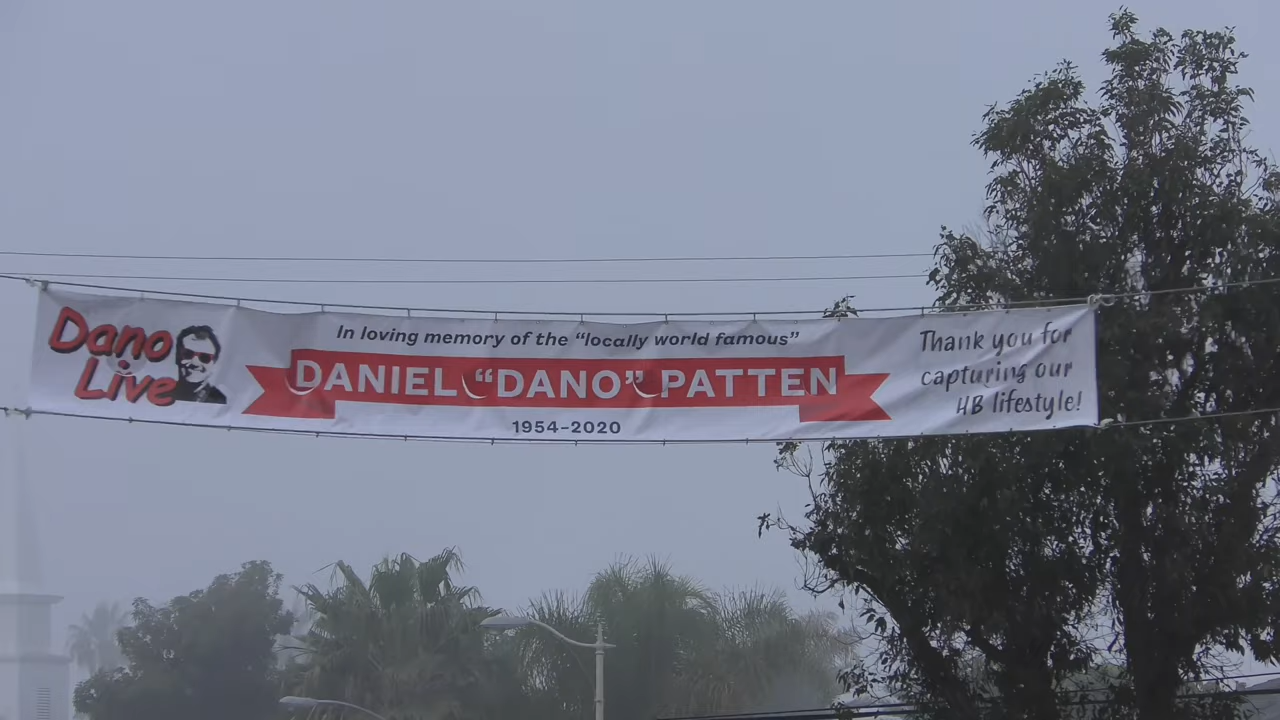 Dano
Live
In loving memory of the “locally world famous”
DANIEL “DANO” PATTEN
1954-2020
Thank you for
capturing our
HB lifestyle!